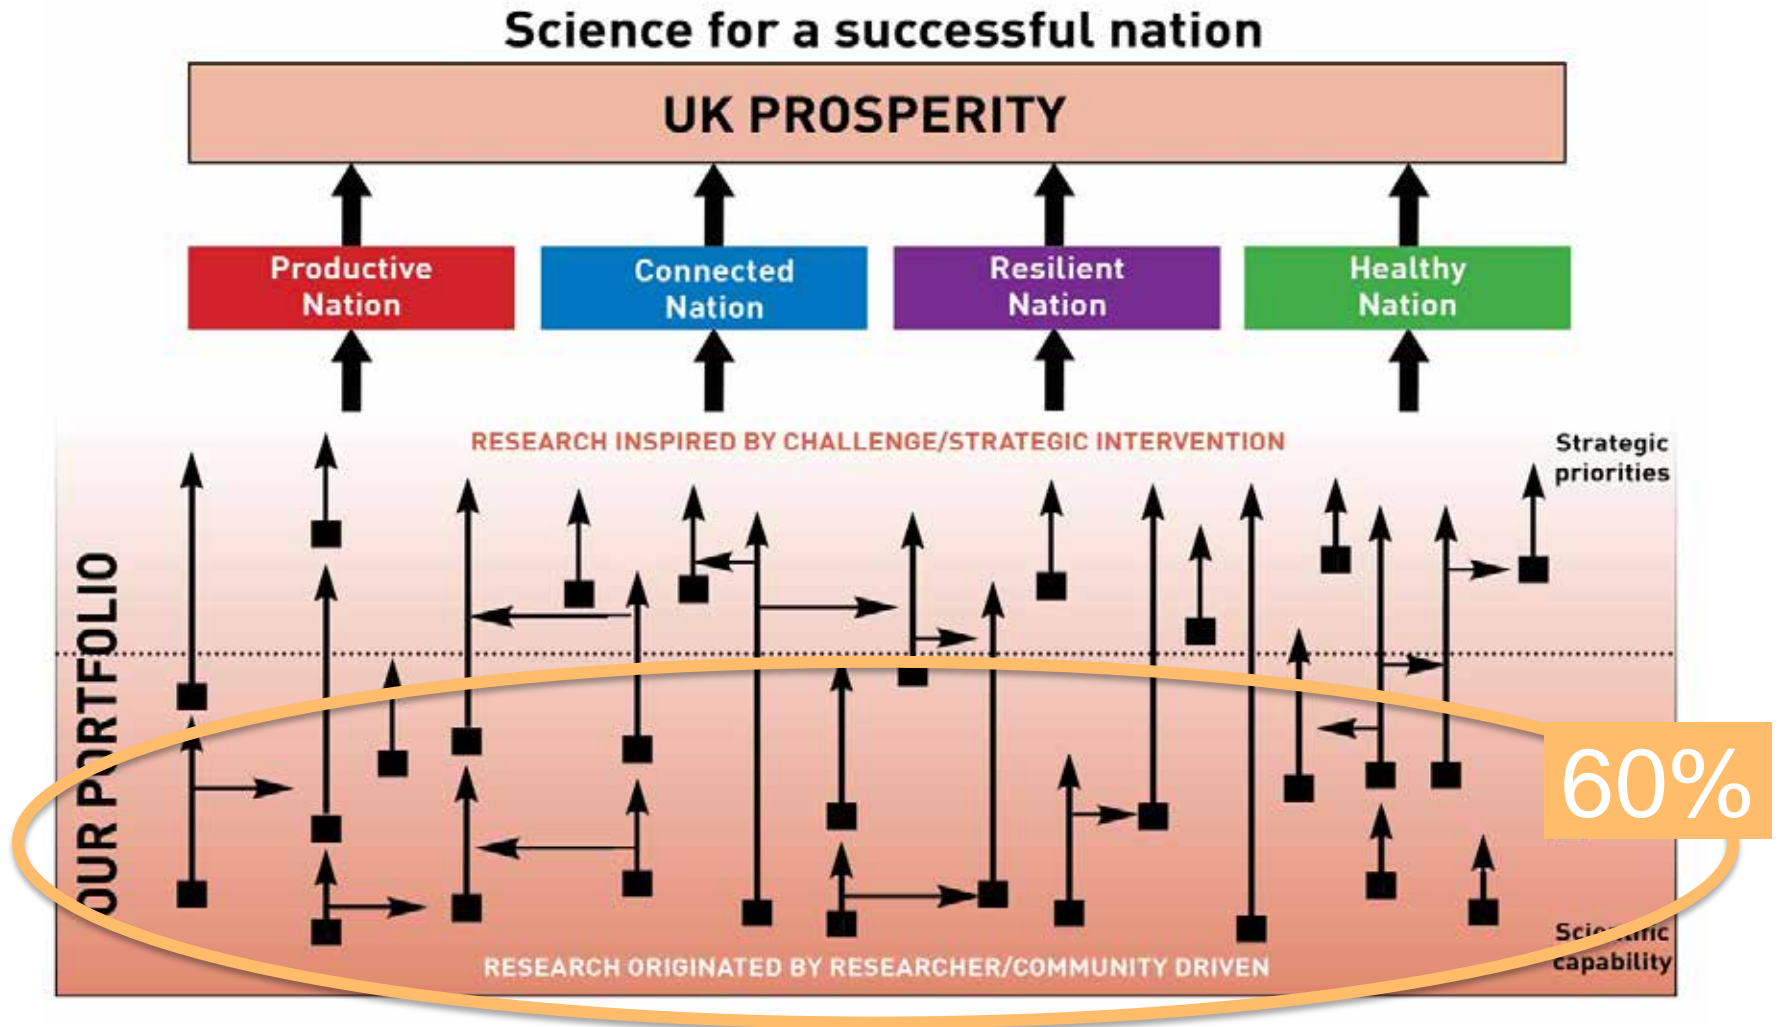 Science for a successful nation
UK PROSPERITY
Productive
Nation
Connected
Nation
Resilient
Nation
Healthy
Nation
RESEARCH INSPIRED BY CHALLENGE/STRATEGIC INTERVENTION
Strategic
priorities
OUR PORTFOLIO
60%
Scientific
capability
RESEARCH ORIGINATED BY RESEARCHER/COMMUNITY DRIVEN